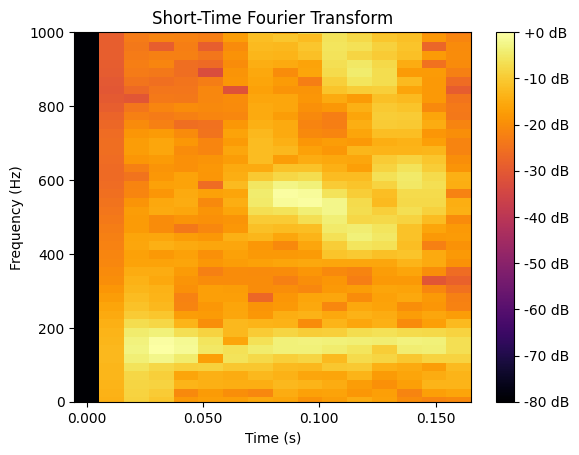 Short-Time Fourier Transform
1000
800
600
400
200
0
Frequency (Hz)
0.000
0.050
0.100
0.150
Time (s)
+0 dB
-10 dB
-20 dB
-30 dB
-40 dB
-50 dB
-60 dB
-70 dB
-80 dB